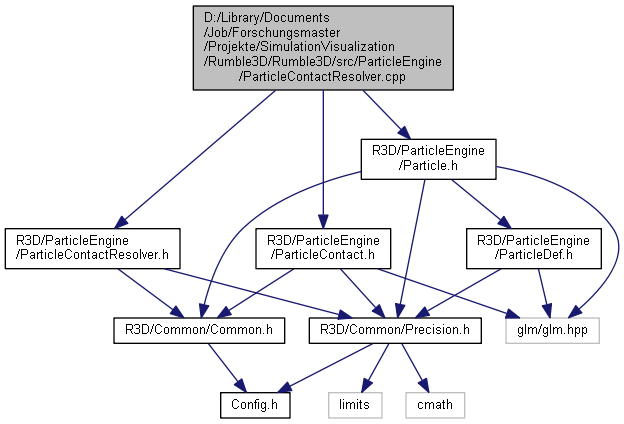 D:/Library/Documents
/Job/Forschungsmaster
/Projekte/SimulationVisualization
/Rumble3D/Rumble3D/src/ParticleEngine
/ParticleContactResolver.cpp
R3D/ParticleEngine
/Particle.h
R3D/ParticleEngine
/ParticleContactResolver.h
R3D/ParticleEngine
/ParticleContact.h
R3D/ParticleEngine
/ParticleDef.h
R3D/Common/Common.h
R3D/Common/Precision.h
glm/glm.hpp
Config.h
limits
cmath